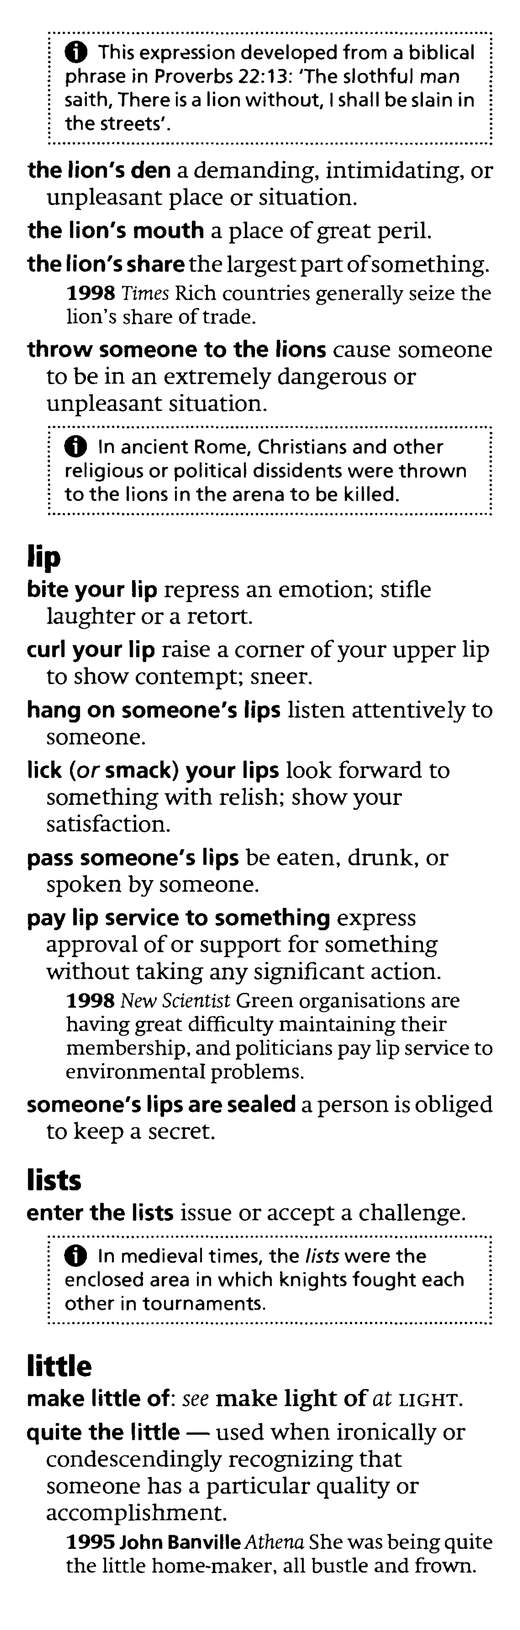 This expression developed from a biblical
phrase in Proverbs 22:13: ‘The slothful man
saith, There is a lion without, I shall be slain in
the streets’.
the lion’s den a demanding, intimidating, or
unpleasant place or situation.
the lion’s mouth a place of great peril.
the lion’s share the largest part of something.
1998 Times Rich countries generally seize the
lion’s share of trade.
throw someone to the lions cause someone
to be in an extremely dangerous or
unpleasant situation.
In ancient Rome, Christians and other
religious or political dissidents were thrown
to the lions in the arena to be killed.
lip
bite your lip repress an emotion; stifle
laughter or a retort.
curl your lip raise a corner of your upper lip
to show contempt; sneer.
hang on someone’s lips listen attentively to
someone.
lick (or smack) your lips look forward to
something with relish; show your
satisfaction.
pass someone’s lips be eaten, drunk, or
spoken by someone.
pay lip service to something express
approval of or support for something
without taking any significant action.
1998 New Scientist Green organisations are
having great difficulty maintaining their
membership, and politicians pay lip service to
environmental problems.
someone’s lips are sealed a person is obliged
to keep a secret.
lists
enter the lists issue or accept a challenge.
In medieval times, the lists were the
enclosed area in which knights fought each
other in tournaments.
little
make little of: see make light of at LIGHT.
quite the little — used when ironically or
condescendingly recognizing that
someone has a particular quality or
accomplishment.
1995 John Banville Athena She was being quite
the little home-maker, all bustle and frown.